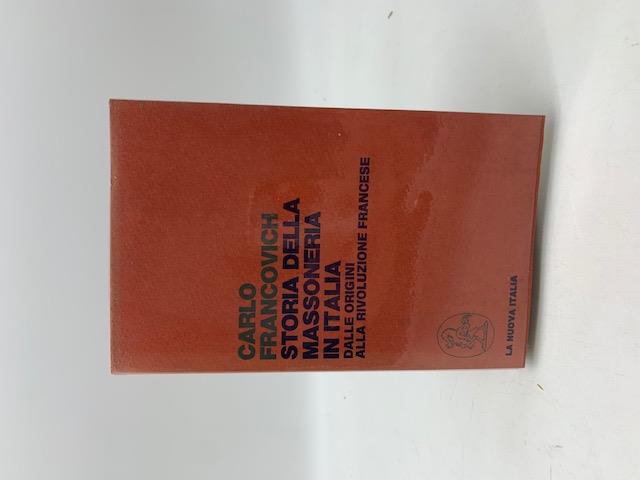 CARLO
FRANCOVICH
STORIA DELLA
MASSONERIA
IN ITALIA
DALLE ORIGINI
ALLA RIVOLUZIONE FRANCESE
LA NUOVA ITALIA